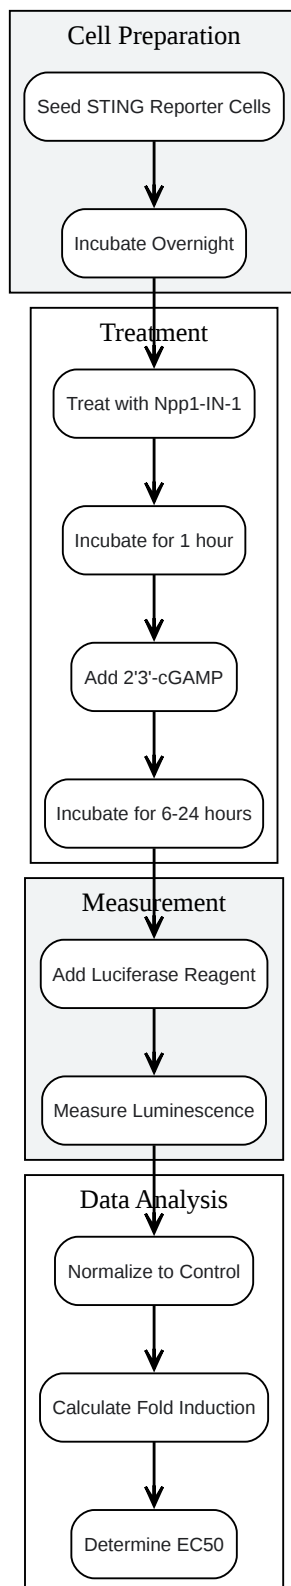 Cell Preparation
Seed STING Reporter Cells
Incubate Overnight
Treatment
Treat with Npp1-IN-1
Incubate for 1 hour
Add 2'3'-cGAMP
Incubate for 6-24 hours
Measurement
Add Luciferase Reagent
Measure Luminescence
Data Analysis
Normalize to Control
Calculate Fold Induction
Determine EC50